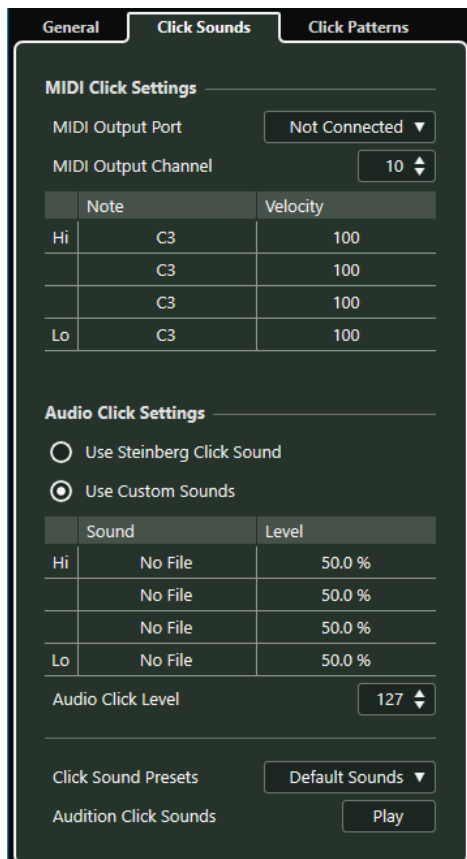 General Click Sounds Click Patterns
MIDI Click Settings
MIDI Output Port Not Connected
MIDI Output Channel 10
Note Velocity
Hi C3 100
C3 100
C3 100
Lo C3 100
Audio Click Settings
Use Steinberg Click Sound
Use Custom Sounds
Sound Level
Hi No File 50.0 %
No File 50.0 %
No File 50.0 %
Lo No File 50.0 %
Audio Click Level 127
Click Sound Presets Default Sounds
Audition Click Sounds Play